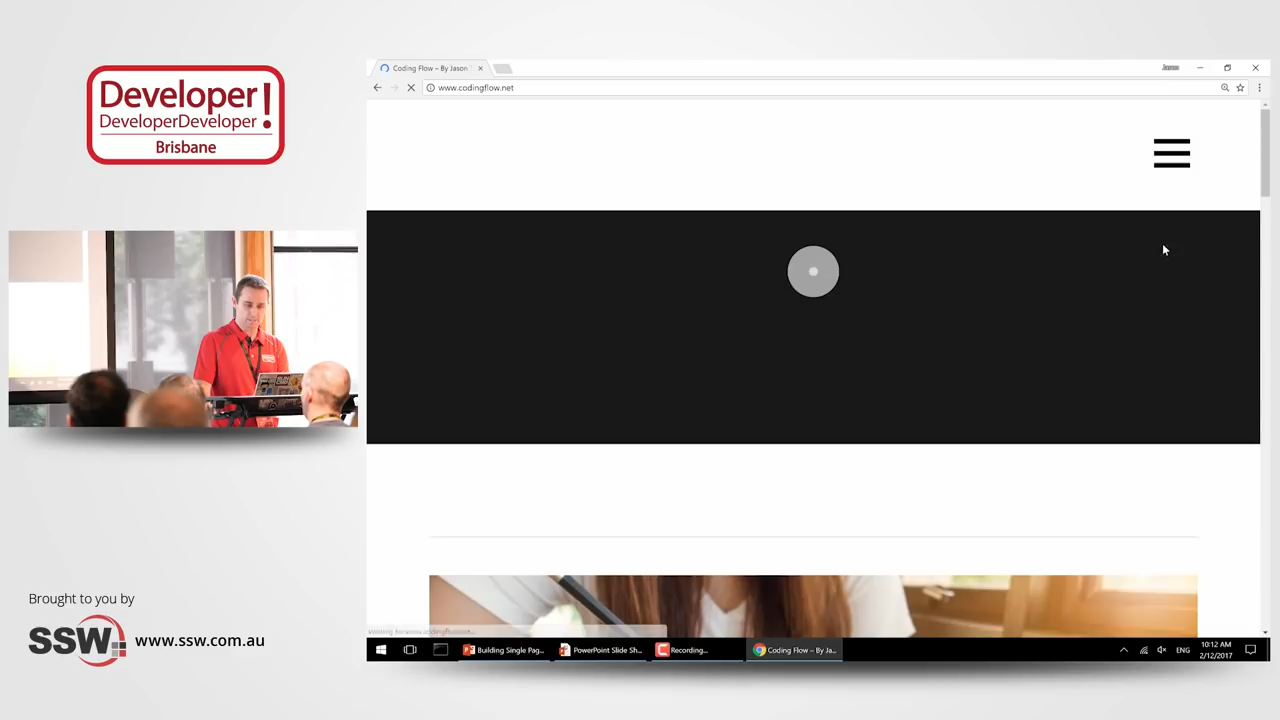 Developer!
DeveloperDeveloper
Brisbane
Coding Flow – By Jason
www.codingflow.net
Building Single Pag...
PowerPoint Slide Sh...
Recording...
Coding Flow – By Ja...
ENG
10:12 AM
2/12/2017
Brought to you by
SSW
www.ssw.com.au